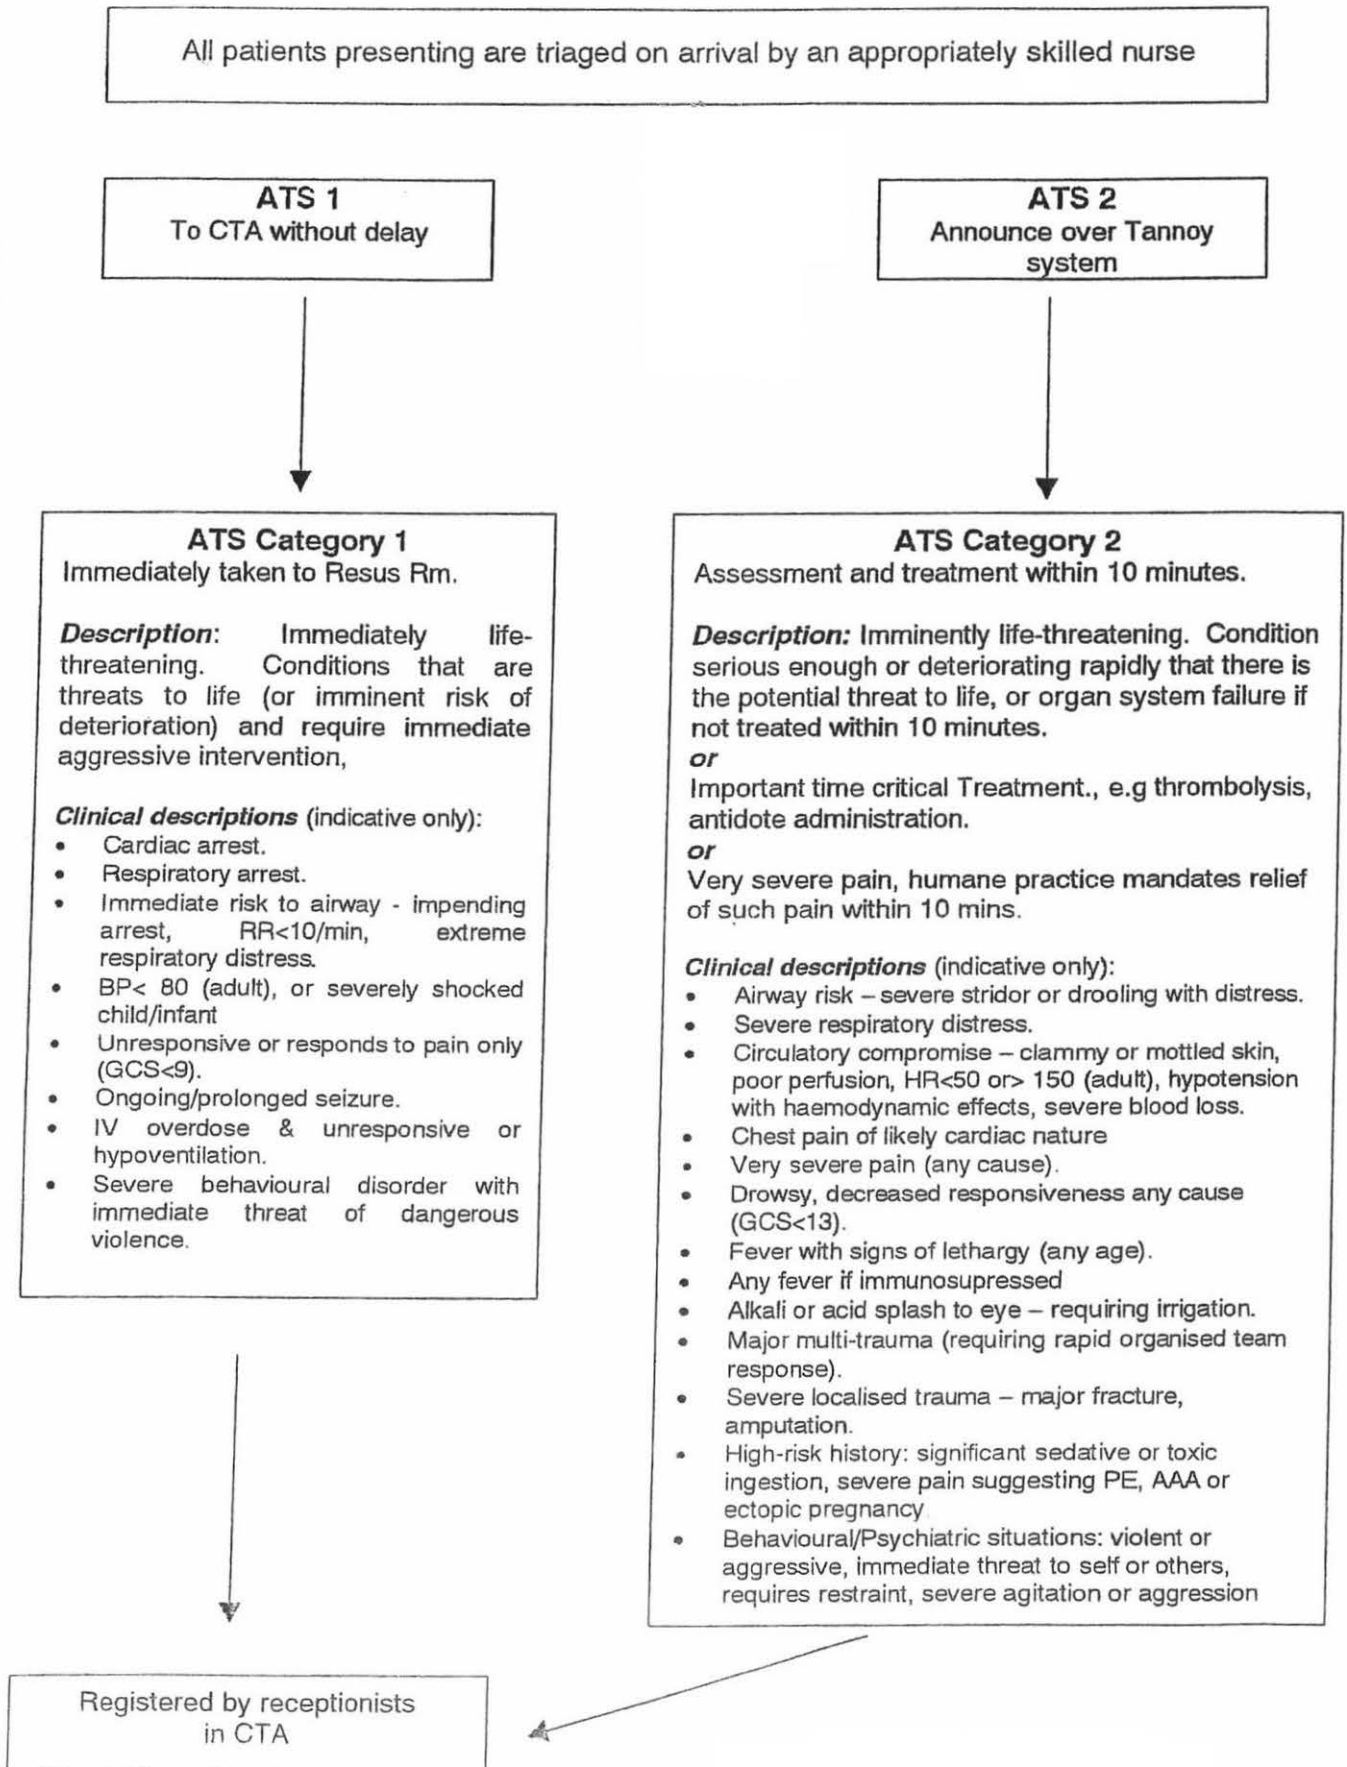 All patients presenting are triaged on arrival by an appropriately skilled nurse
ATS 1
To CTA without delay
ATS 2
Announce over Tannoy
system
ATS Category 1
Immediately taken to Resus Rm.
Description: Immediately life-
threatening. Conditions that are
threats to life (or imminent risk of
deterioration) and require immediate
aggressive intervention,
Clinical descriptions (indicative only):
• Cardiac arrest.
• Respiratory arrest.
• Immediate risk to airway - impending
arrest, RR<10/min, extreme
respiratory distress.
• BP< 80 (adult), or severely shocked
child/infant
• Unresponsive or responds to pain only
(GCS<9).
• Ongoing/prolonged seizure.
• IV overdose & unresponsive or
hypoventilation.
• Severe behavioural disorder with
immediate threat of dangerous
violence.
ATS Category 2
Assessment and treatment within 10 minutes.
Description: Imminently life-threatening. Condition
serious enough or deteriorating rapidly that there is
the potential threat to life, or organ system failure if
not treated within 10 minutes.
or
Important time critical Treatment., e.g thrombolysis,
antidote administration.
or
Very severe pain, humane practice mandates relief
of such pain within 10 mins.
Clinical descriptions (indicative only):
• Airway risk – severe stridor or drooling with distress.
• Severe respiratory distress.
• Circulatory compromise – clammy or mottled skin,
poor perfusion, HR<50 or> 150 (adult), hypotension
with haemodynamic effects, severe blood loss.
• Chest pain of likely cardiac nature
• Very severe pain (any cause).
• Drowsy, decreased responsiveness any cause
(GCS<13).
• Fever with signs of lethargy (any age).
• Any fever if immunosupressed
• Alkali or acid splash to eye – requiring irrigation.
• Major multi-trauma (requiring rapid organised team
response).
• Severe localised trauma – major fracture,
amputation.
• High-risk history: significant sedative or toxic
ingestion, severe pain suggesting PE, AAA or
ectopic pregnancy
• Behavioural/Psychiatric situations: violent or
aggressive, immediate threat to self or others,
requires restraint, severe agitation or aggression
Registered by receptionists
in CTA